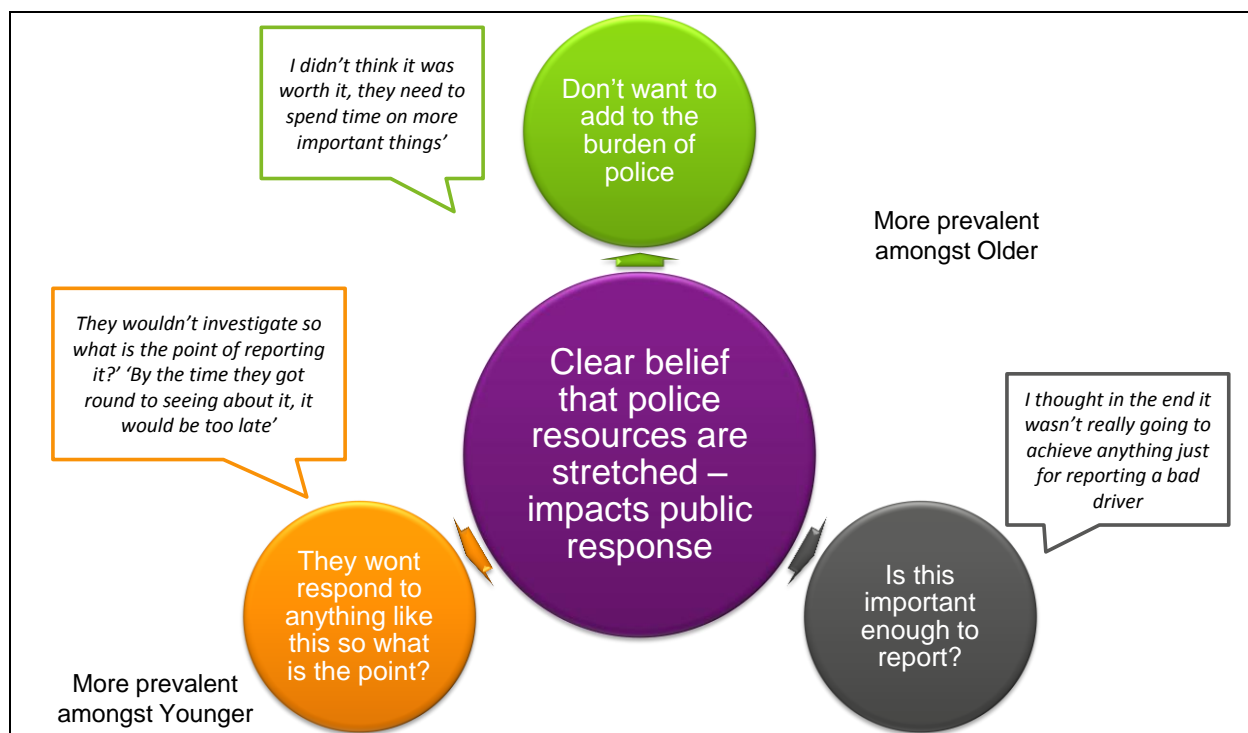 I didn’t think it was
worth it, they need to
spend time on more
important things’
Don’t want to
add to the
burden of
police
More prevalent
amongst Older
They wouldn’t investigate so
what is the point of reporting
it?’ ‘By the time they got
round to seeing about it, it
would be too late’
Clear belief
that police
resources are
stretched –
impacts public
response
I thought in the end it
wasn’t really going to
achieve anything just
for reporting a bad
driver
They wont
respond to
anything like
this so what
is the point?
Is this
important
enough to
report?
More prevalent
amongst Younger